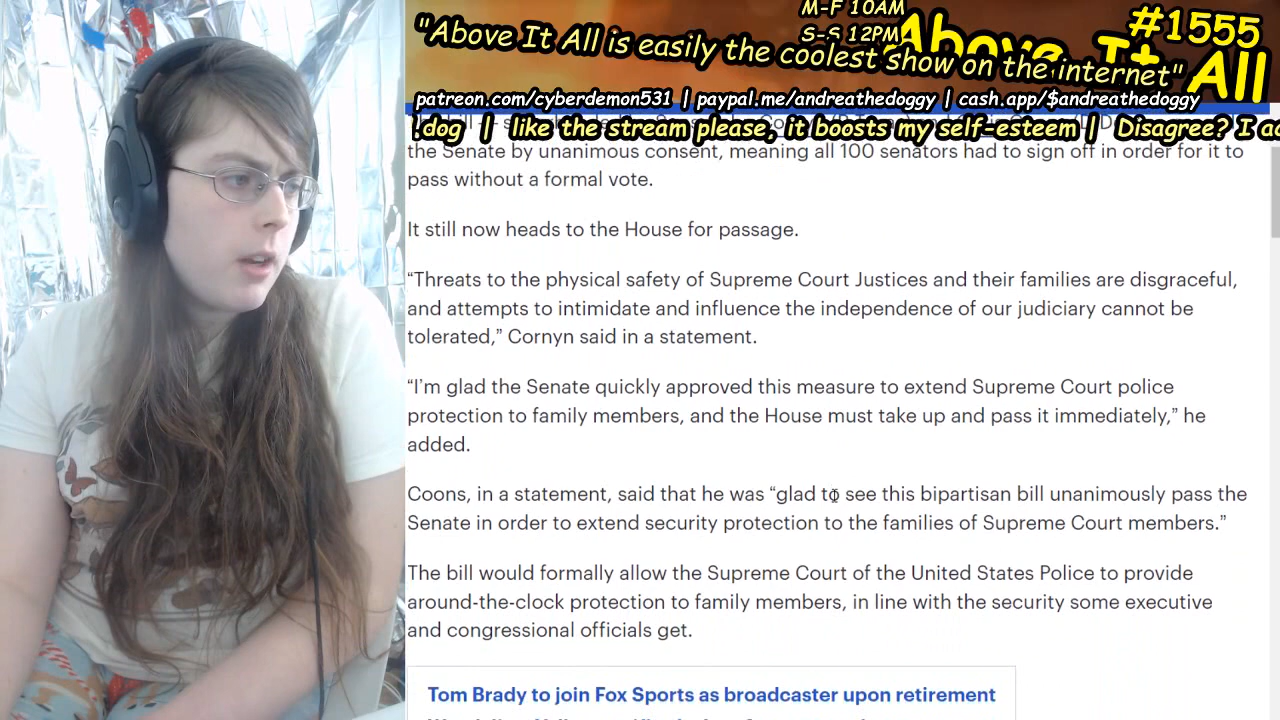 M-F 10AM
S-S 12PM
Above It All
#1555
"Above It All is easily the coolest show on the internet"
patreon.com/cyberdemon531 | paypal.me/andreathedoggy | cash.app/$andreathedoggy
.dog | like the stream please, it boosts my self-esteem | Disagree? I
the Senate by unanimous consent, meaning all 100 senators had to sign off in order for it to
pass without a formal vote.
It still now heads to the House for passage.
“Threats to the physical safety of Supreme Court Justices and their families are disgraceful,
and attempts to intimidate and influence the independence of our judiciary cannot be
tolerated,” Cornyn said in a statement.
“I’m glad the Senate quickly approved this measure to extend Supreme Court police
protection to family members, and the House must take up and pass it immediately,” he
added.
Coons, in a statement, said that he was “glad to see this bipartisan bill unanimously pass the
Senate in order to extend security protection to the families of Supreme Court members.”
The bill would formally allow the Supreme Court of the United States Police to provide
around-the-clock protection to family members, in line with the security some executive
and congressional officials get.
Tom Brady to join Fox Sports as broadcaster upon retirement